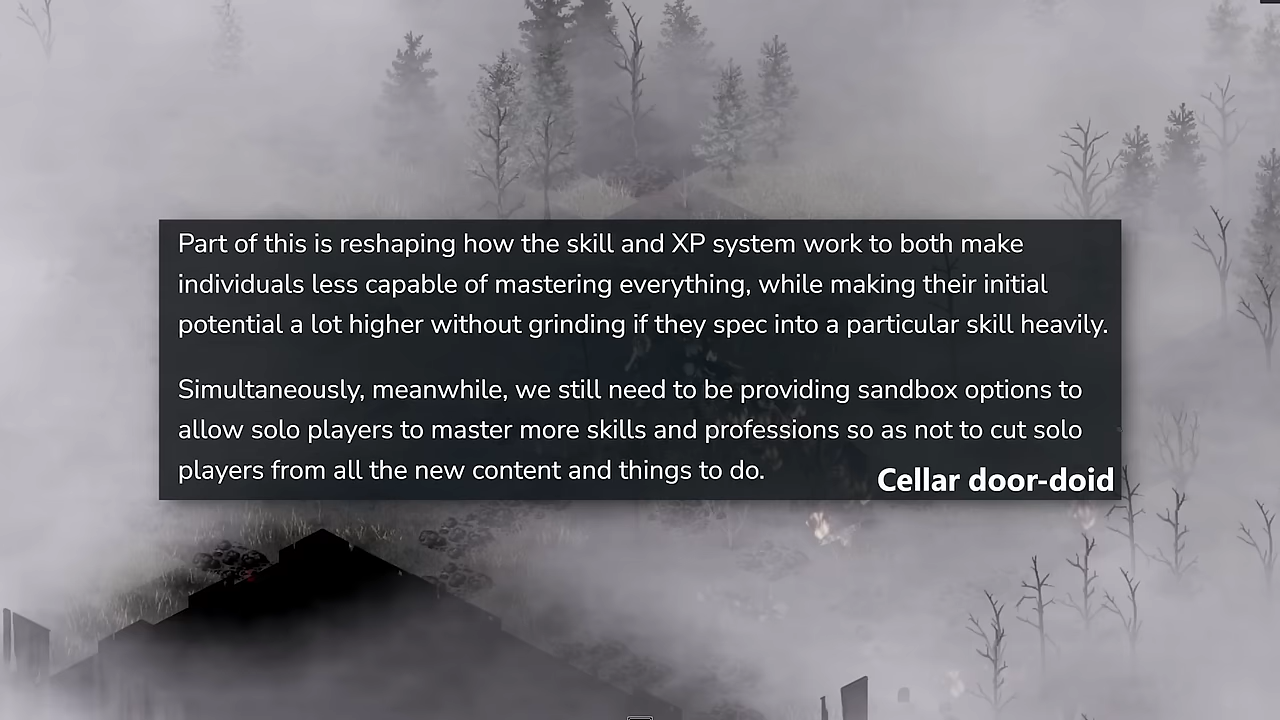 Part of this is reshaping how the skill and XP system work to both make
individuals less capable of mastering everything, while making their initial
potential a lot higher without grinding if they spec into a particular skill heavily.
Simultaneously, meanwhile, we still need to be providing sandbox options to
allow solo players to master more skills and professions so as not to cut solo
players from all the new content and things to do.
Cellar door-doid